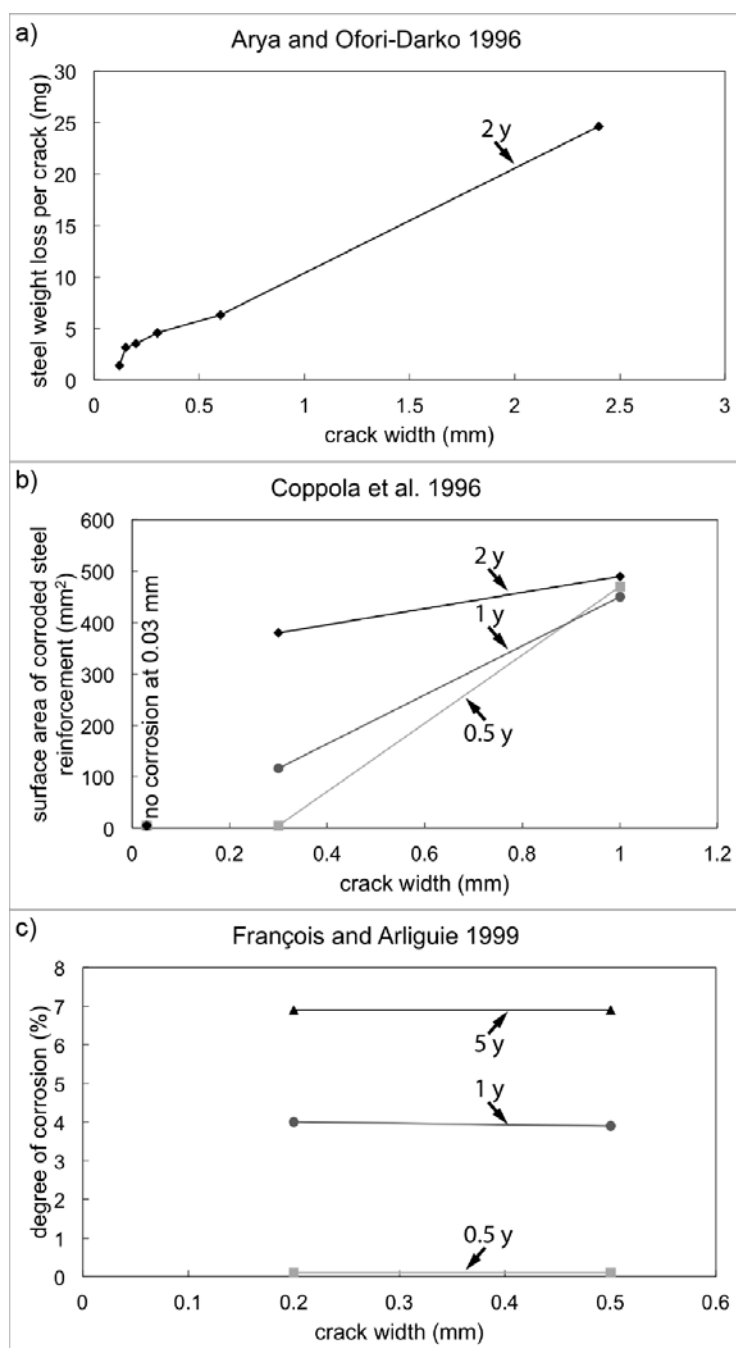 a)
Arya and Ofori-Darko 1996
steel weight loss per crack (mg)
30
25
20
15
10
5
0
2 y
0
0.5
1
1.5
2
2.5
3
crack width (mm)
b)
Coppola et al. 1996
surface area of corroded steel
reinforcement (mm²)
600
500
400
300
200
100
0
no corrosion at 0.03 mm
2 y
1 y
0.5 y
0
0.2
0.4
0.6
0.8
1
1.2
crack width (mm)
c)
François and Arliguie 1999
degree of corrosion (%)
8
7
6
5
4
3
2
1
0
5 y
1 y
0.5 y
0
0.1
0.2
0.3
0.4
0.5
0.6
crack width (mm)